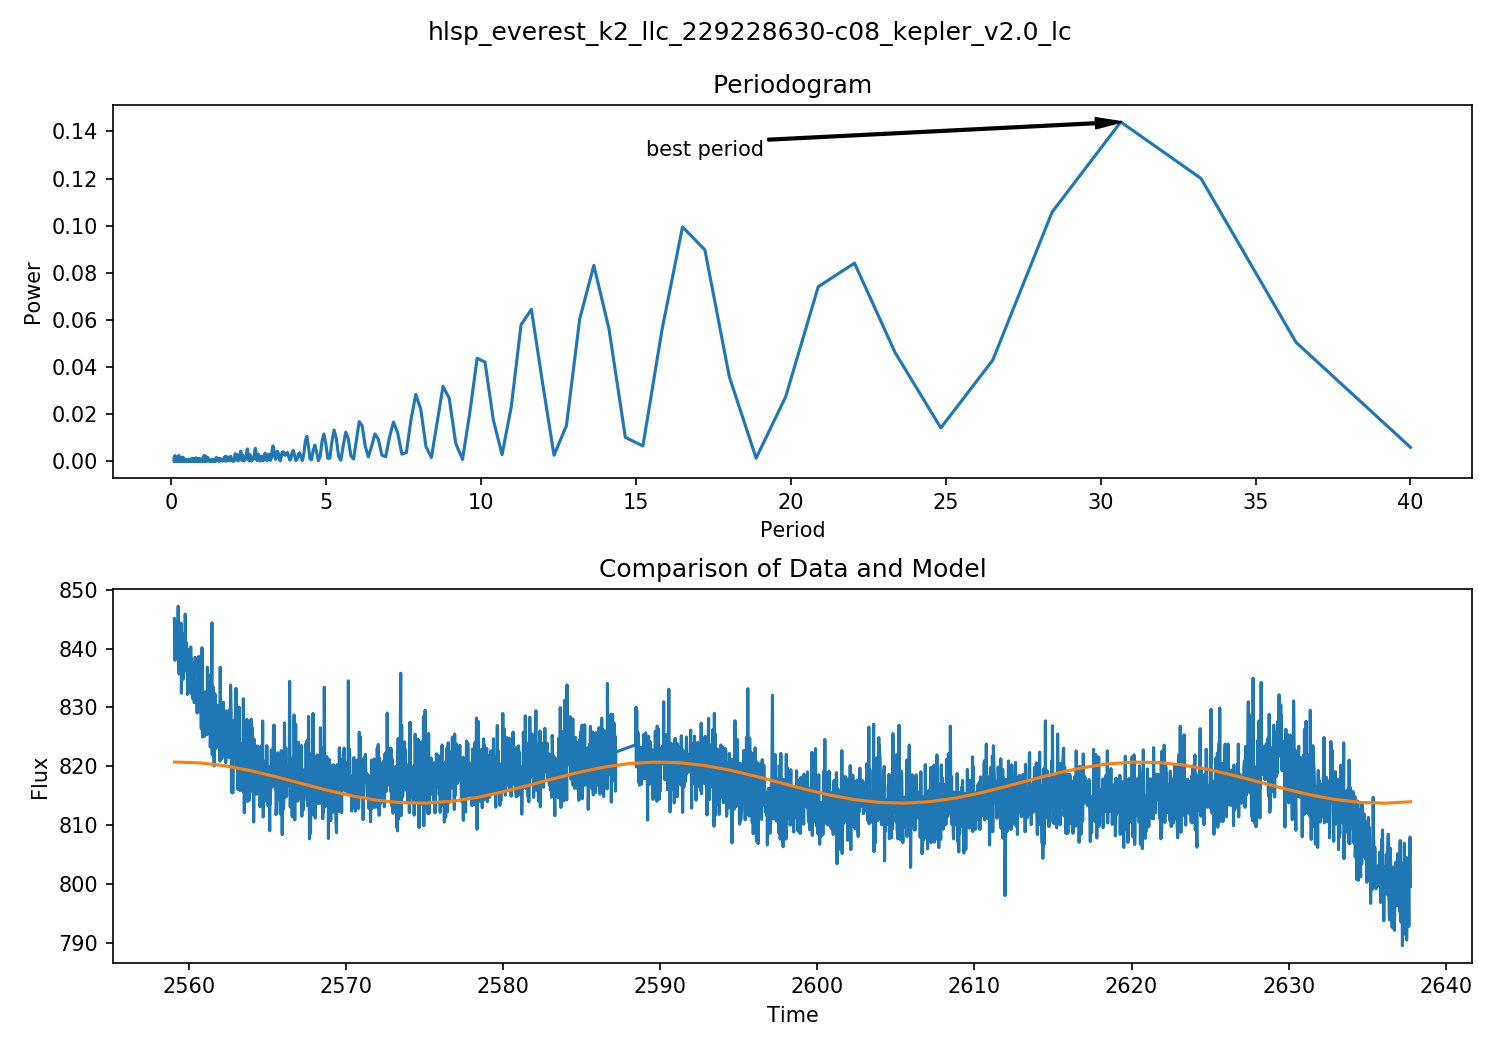 hlsp_everest_k2_llc_229228630-c08_kepler_v2.0_lc
Periodogram
0.14
0.12
0.10
0.08
0.06
0.04
0.02
0.00
Power
best period
0 5 10 15 20 25 30 35 40
Period
Comparison of Data and Model
850
840
830
820
810
800
790
Flux
2560 2570 2580 2590 2600 2610 2620 2630 2640
Time